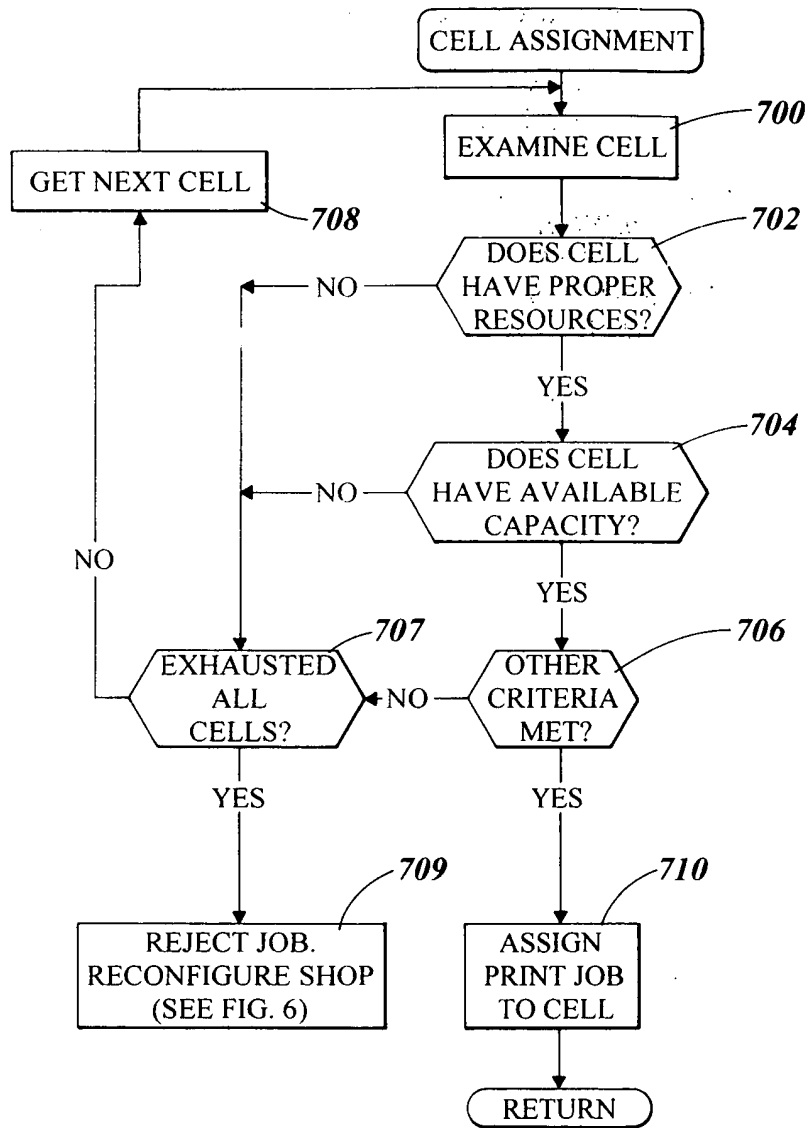 CELL ASSIGNMENT
700
EXAMINE CELL
GET NEXT CELL
708
702
DOES CELL
HAVE PROPER
RESOURCES?
NO
YES
704
DOES CELL
HAVE AVAILABLE
CAPACITY?
NO
NO
YES
707
706
EXHAUSTED
ALL
CELLS?
NO
OTHER
CRITERIA
MET?
YES
YES
709
710
REJECT JOB.
RECONFIGURE SHOP
(SEE FIG. 6)
ASSIGN
PRINT JOB
TO CELL
RETURN